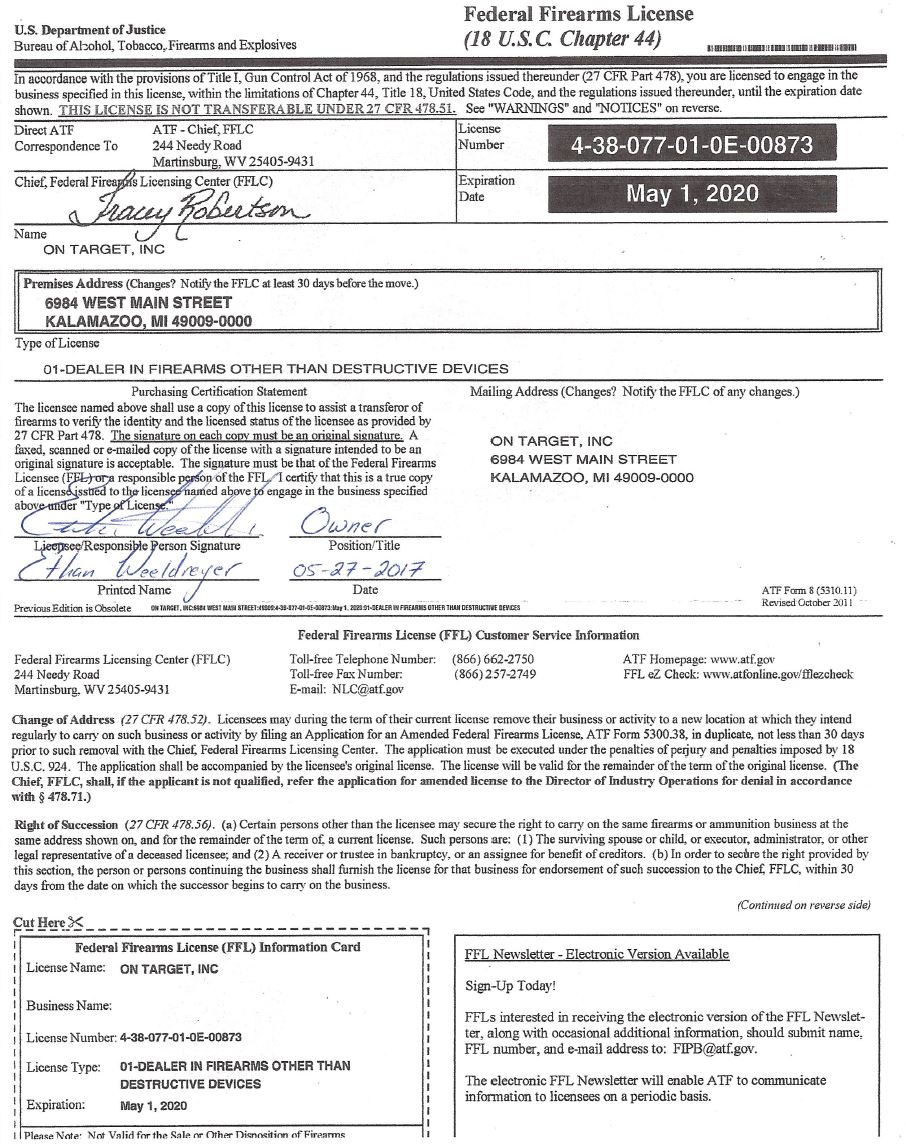 U.S. Department of Justice
Bureau of Alcohol, Tobacco, Firearms and Explosives
Federal Firearms License
(18 U.S.C. Chapter 44)
In accordance with the provisions of Title I, Gun Control Act of 1968, and the regulations issued thereunder (27 CFR Part 478), you are licensed to engage in the
business specified in this license, within the limitations of Chapter 44, Title 18, United States Code, and the regulations issued thereunder, until the expiration date
shown. THIS LICENSE IS NOT TRANSFERABLE UNDER 27 CFR 478.51. See "WARNINGS" and "NOTICES" on reverse.
Direct ATF
Correspondence To
ATF - Chief, FFLC
244 Needy Road
Martinsburg, WV 25405-9431
License
Number
4-38-077-01-0E-00873
Chief, Federal Firearms Licensing Center (FFLC)
Tracey Robertson
Expiration
Date
May 1, 2020
Name
ON TARGET, INC
Premises Address (Changes? Notify the FFLC at least 30 days before the move.)
6984 WEST MAIN STREET
KALAMAZOO, MI 49009-0000
Type of License
01-DEALER IN FIREARMS OTHER THAN DESTRUCTIVE DEVICES
Purchasing Certification Statement
The licensee named above shall use a copy of this license to assist a transferor of
firearms to verify the identity and the licensed status of the licensee as provided by
27 CFR Part 478. The signature on each copy must be an original signature. A
faxed, scanned or e-mailed copy of the license with a signature intended to be an
original signature is acceptable. The signature must be that of the Federal Firearms
Licensee (FFL) or a responsible person of the FFL. I certify that this is a true copy
of a license issued to the licensee named above to engage in the business specified
above under "Type of License."
Mailing Address (Changes? Notify the FFLC of any changes.)
ON TARGET, INC
6984 WEST MAIN STREET
KALAMAZOO, MI 49009-0000
Owner
Licensee/Responsible Person Signature
Position/Title
Ethan Weeldreyer
05-27-2017
Printed Name
Date
ATF Form 8 (5310.11)
Revised October 2011
Previous Edition is Obsolete
ON TARGET, INC:6984 WEST MAIN STREET:49009:4-38-077-01-0E-00873:May 1, 2020:01-DEALER IN FIREARMS OTHER THAN DESTRUCTIVE DEVICES
Federal Firearms License (FFL) Customer Service Information
Federal Firearms Licensing Center (FFLC)
244 Needy Road
Martinsburg, WV 25405-9431
Toll-free Telephone Number: (866) 662-2750
Toll-free Fax Number: (866) 257-2749
E-mail: NLC@atf.gov
ATF Homepage: www.atf.gov
FFL eZ Check: www.atfonline.gov/fflezcheck
Change of Address (27 CFR 478.52). Licensees may during the term of their current license remove their business or activity to a new location at which they intend
regularly to carry on such business or activity by filing an Application for an Amended Federal Firearms License, ATF Form 5300.38, in duplicate, not less than 30 days
prior to such removal with the Chief, Federal Firearms Licensing Center. The application must be executed under the penalties of perjury and penalties imposed by 18
U.S.C. 924. The application shall be accompanied by the licensee's original license. The license will be valid for the remainder of the term of the original license. (The
Chief, FFLC, shall, if the applicant is not qualified, refer the application for amended license to the Director of Industry Operations for denial in accordance
with § 478.71.)
Right of Succession (27 CFR 478.56). (a) Certain persons other than the licensee may secure the right to carry on the same firearms or ammunition business at the
same address shown on, and for the remainder of the term of, a current license. Such persons are: (1) The surviving spouse or child, or executor, administrator, or other
legal representative of a deceased licensee; and (2) A receiver or trustee in bankruptcy, or an assignee for benefit of creditors. (b) In order to secure the right provided by
this section, the person or persons continuing the business shall furnish the license for that business for endorsement of such succession to the Chief, FFLC, within 30
days from the date on which the successor begins to carry on the business.
(Continued on reverse side)
Cut Here
Federal Firearms License (FFL) Information Card
License Name: ON TARGET, INC
Business Name:
License Number: 4-38-077-01-0E-00873
License Type: 01-DEALER IN FIREARMS OTHER THAN
DESTRUCTIVE DEVICES
Expiration: May 1, 2020
Please Note: Not Valid for the Sale or Other Disposition of Firearms
FFL Newsletter - Electronic Version Available
Sign-Up Today!
FFLs interested in receiving the electronic version of the FFL Newslet-
ter, along with occasional additional information, should submit name,
FFL number, and e-mail address to: FIPB@atf.gov.
The electronic FFL Newsletter will enable ATF to communicate
information to licensees on a periodic basis.